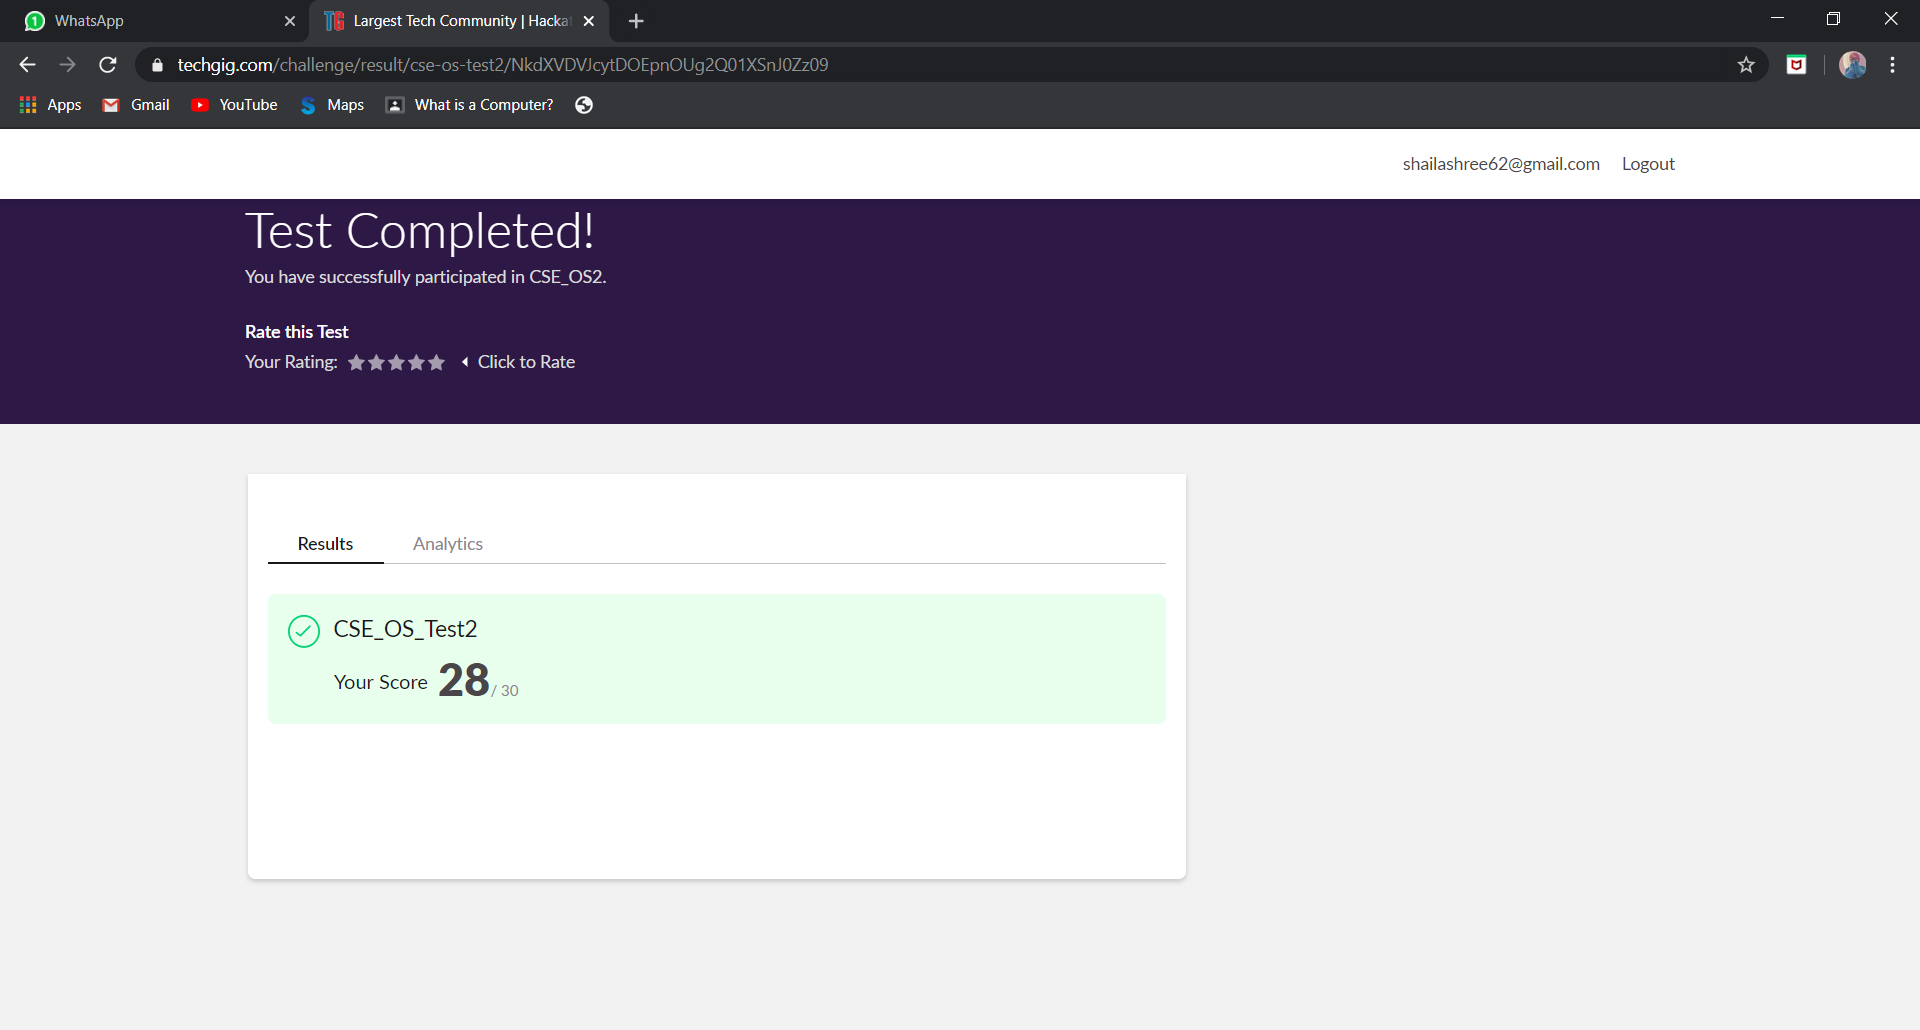 WhatsApp
Largest Tech Community | Hacka
techgig.com/challenge/result/cse-os-test2/NkdXVDVJcytDOEpnOUg2Q01XSnJ0Zz09
Apps Gmail YouTube Maps What is a Computer?
shailashree62@gmail.com Logout
Test Completed!
You have successfully participated in CSE_OS2.
Rate this Test
Your Rating: Click to Rate
Results Analytics
CSE_OS_Test2
Your Score 28 / 30